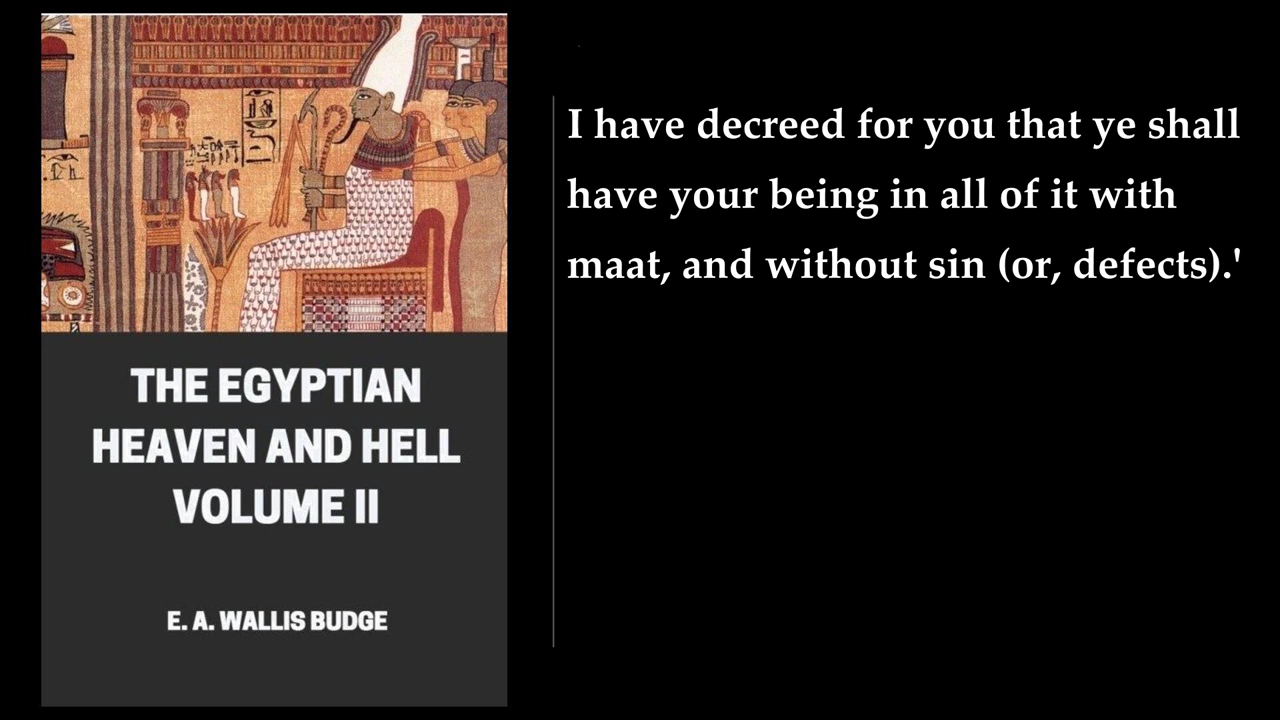 THE EGYPTIAN
HEAVEN AND HELL
VOLUME II
E. A. WALLIS BUDGE
I have decreed for you that ye shall
have your being in all of it with
maat, and without sin (or, defects).'